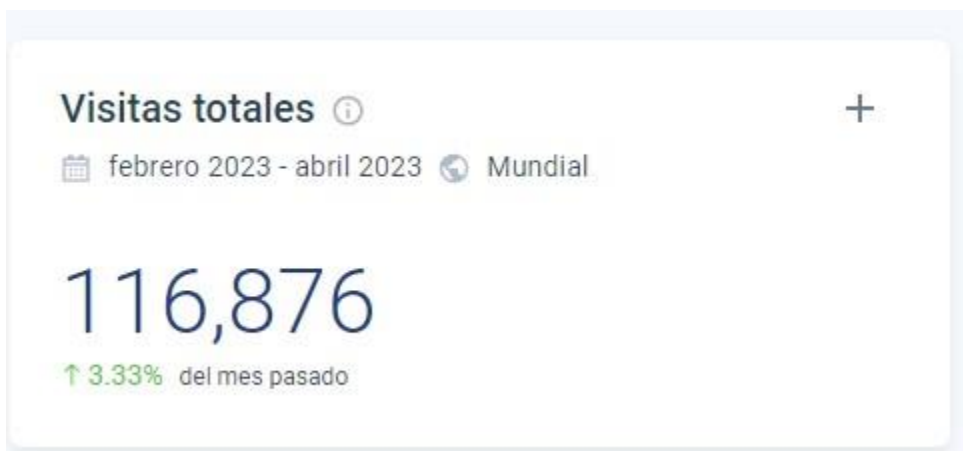 Visitas totales
febrero 2023 - abril 2023 Mundial
116,876
↑ 3.33% del mes pasado